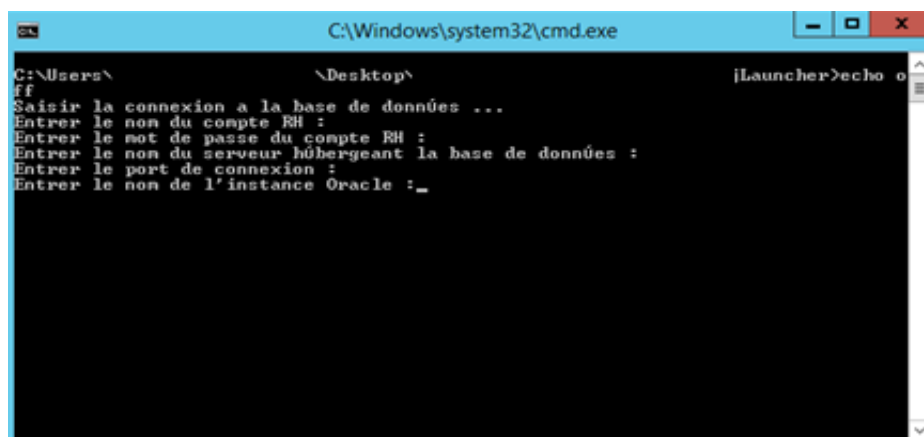 C:\Windows\system32\cmd.exe
C:\Users\ \Desktop\ jLauncher>echo o
ff
Saisir la connexion a la base de donnÚes ...
Entrer le nom du compte RH :
Entrer le mot de passe du compte RH :
Entrer le nom du serveur hÚbergeant la base de donnÚes :
Entrer le port de connexion :
Entrer le nom de l'instance Oracle :_